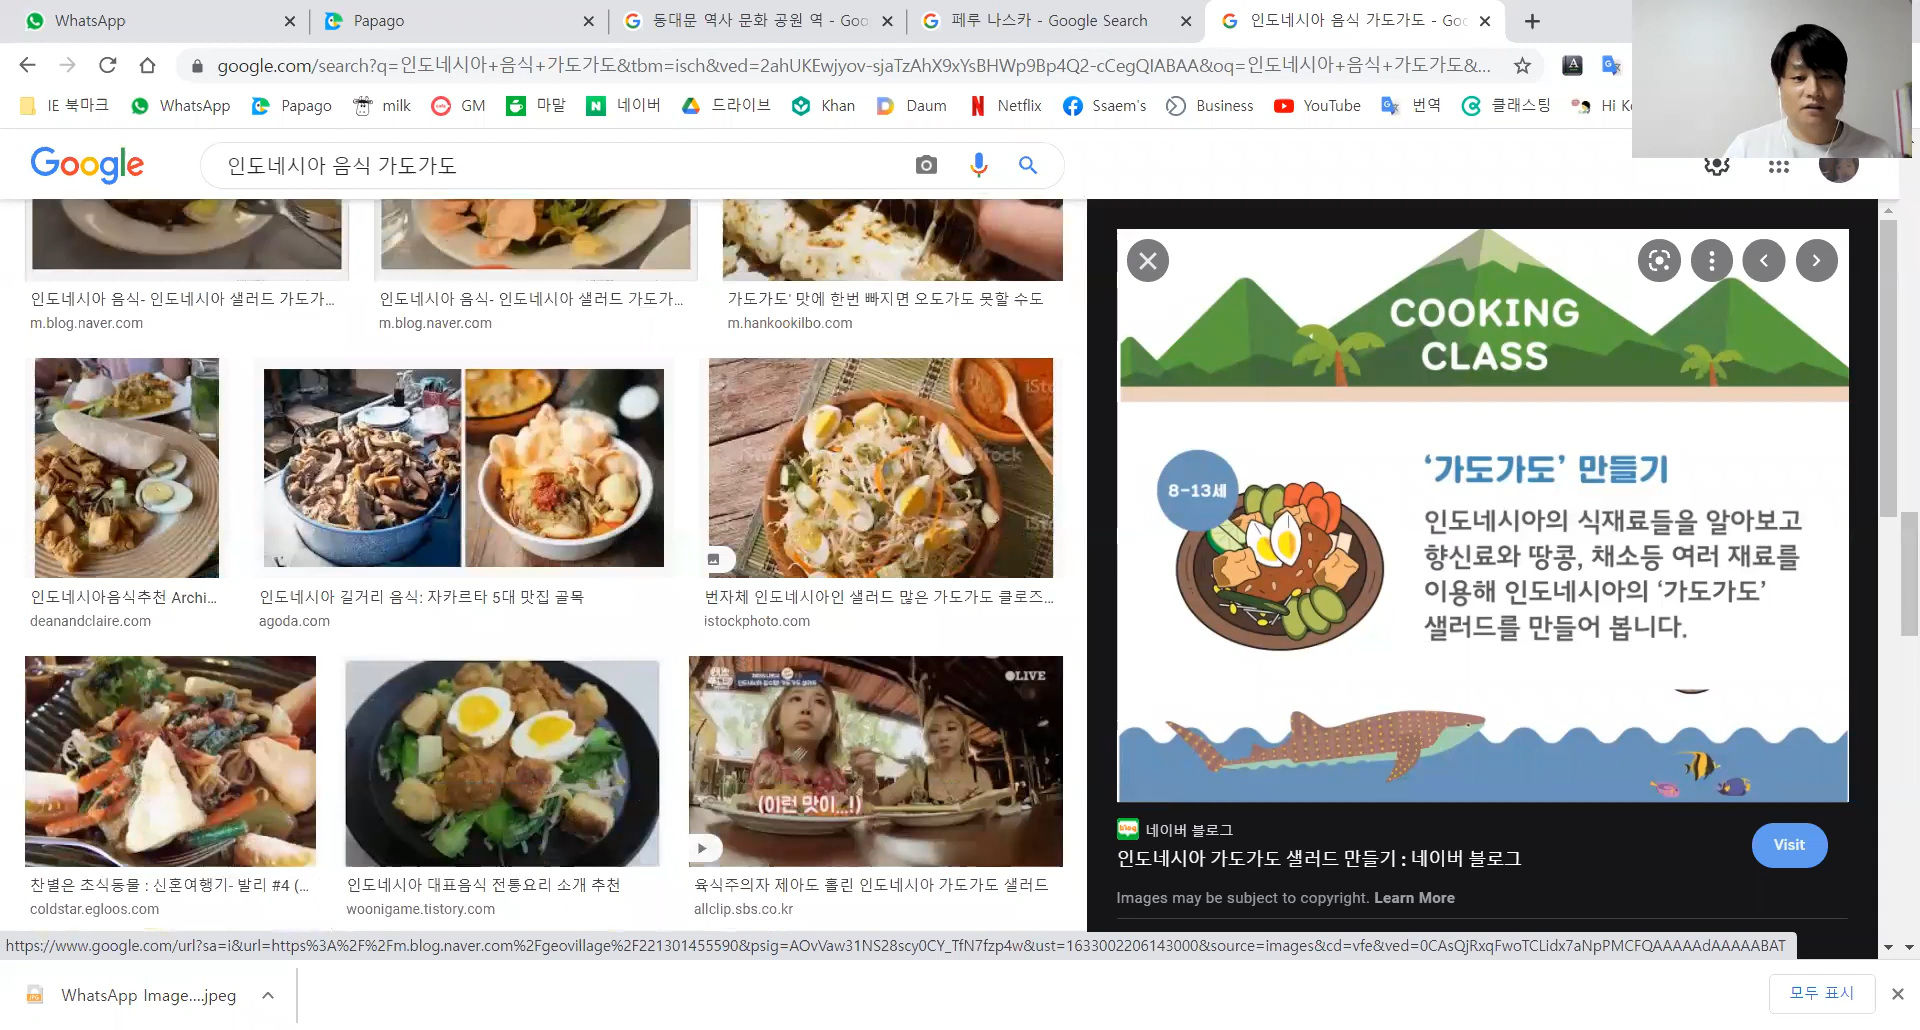 WhatsApp
Papago
동대문 역사 문화 공원 역 - Goo
페루 나스카 - Google Search
인도네시아 음식 가도가도 - Goo
google.com/search?q=인도네시아+음식+가도가도&tbm=isch&ved=2ahUKEwjyov-sjaTzAhX9xYsBHWp9Bp4Q2-cCegQIABAA&oq=인도네시아+음식+가도가도&...
IE 북마크
WhatsApp
Papago
milk
GM
마말
네이버
드라이브
Khan
Daum
Netflix
Ssaem's
Business
YouTube
번역
클래스팅
Hi Ko
Google
인도네시아 음식 가도가도
인도네시아 음식- 인도네시아 샐러드 가도가...
m.blog.naver.com
인도네시아 음식- 인도네시아 샐러드 가도가...
m.blog.naver.com
가도가도' 맛에 한번 빠지면 오도가도 못할 수도
m.hankookilbo.com
iStock
인도네시아음식추천 Archi...
deanandclaire.com
인도네시아 길거리 음식: 자카르타 5대 맛집 골목
agoda.com
번자체 인도네시아인 샐러드 많은 가도가도 클로즈...
istockphoto.com
LIVE
(이런 맛이...!)
찬별은 초식동물 : 신혼여행기- 발리 #4 (...
coldstar.egloos.com
인도네시아 대표음식 전통요리 소개 추천
woonigame.tistory.com
육식주의자 제아도 홀린 인도네시아 가도가도 샐러드
allclip.sbs.co.kr
COOKING
CLASS
8-13세
‘가도가도’ 만들기
인도네시아의 식재료들을 알아보고
향신료와 땅콩, 채소등 여러 재료를
이용해 인도네시아의 ‘가도가도’
샐러드를 만들어 봅니다.
blog
네이버 블로그
인도네시아 가도가도 샐러드 만들기 : 네이버 블로그
Visit
Images may be subject to copyright. Learn More
https://www.google.com/url?sa=i&url=https%3A%2F%2Fm.blog.naver.com%2Fgeovillage%2F221301455590&psig=AOvVaw31NS28scy0CY_TfN7fzp4w&ust=1633002206143000&source=images&cd=vfe&ved=0CAsQjRxqFwoTCLidx7aNpPMCFQAAAAAdAAAAABAT
WhatsApp Image....jpeg
모두 표시